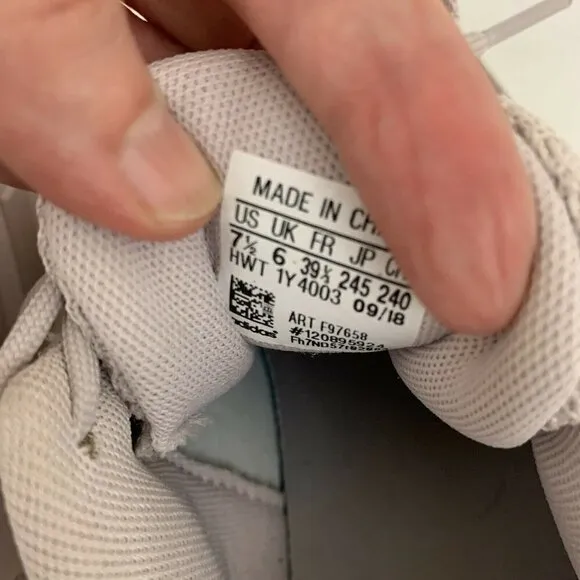 MADE IN
US UK FR JP
7½ 6 39⅓ 245 240
HWT 1Y4003 09/18
adidas
ART F97658